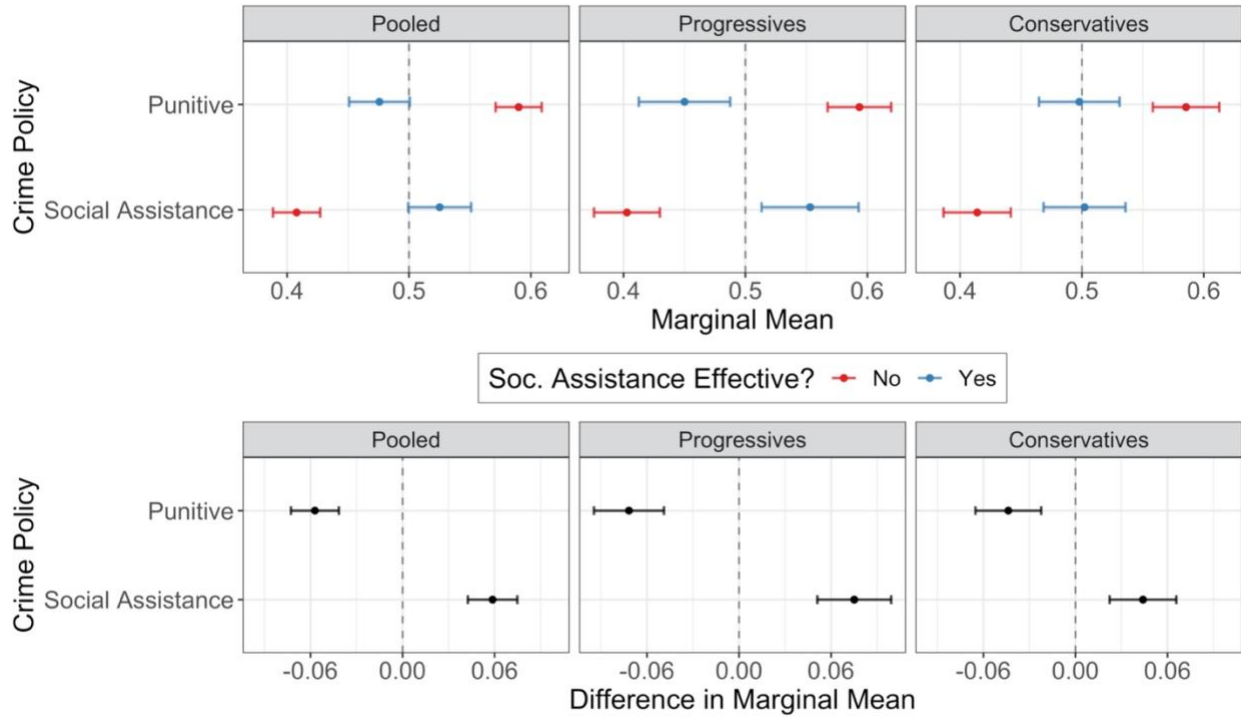 Pooled Progressives Conservatives
Crime Policy
Punitive
Social Assistance
0.4 0.5 0.6 0.4 0.5 0.6 0.4 0.5 0.6
Marginal Mean
Soc. Assistance Effective? No Yes
Pooled Progressives Conservatives
Crime Policy
Punitive
Social Assistance
-0.06 0.00 0.06 -0.06 0.00 0.06 -0.06 0.00 0.06
Difference in Marginal Mean